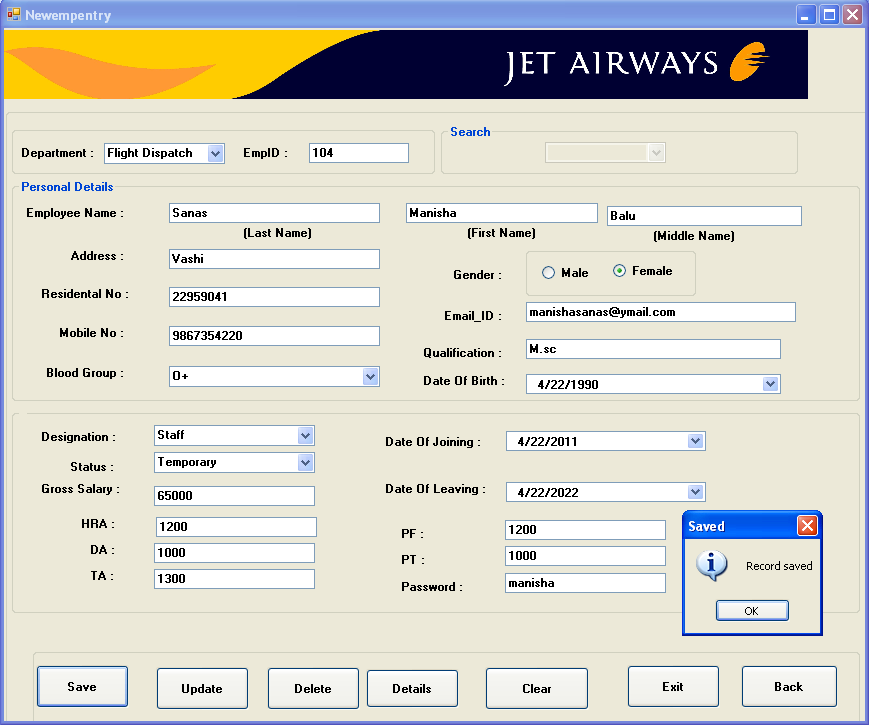 Newempentry
JET AIRWAYS
Search
Department : Flight Dispatch EmpID : 104
Personal Details
Employee Name : Sanas Manisha Balu
(Last Name) (First Name) (Middle Name)
Address : Vashi
Gender : Male Female
Residental No : 22959041
Email_ID : manishasanas@ymail.com
Mobile No : 9867354220
Qualification : M.sc
Blood Group : O+
Date Of Birth : 4/22/1990
Designation : Staff
Date Of Joining : 4/22/2011
Status : Temporary
Gross Salary : 65000
Date Of Leaving : 4/22/2022
HRA : 1200
PF : 1200
DA : 1000
PT : 1000
TA : 1300
Password : manisha
Saved
Record saved
OK
Save Update Delete Details Clear Exit Back